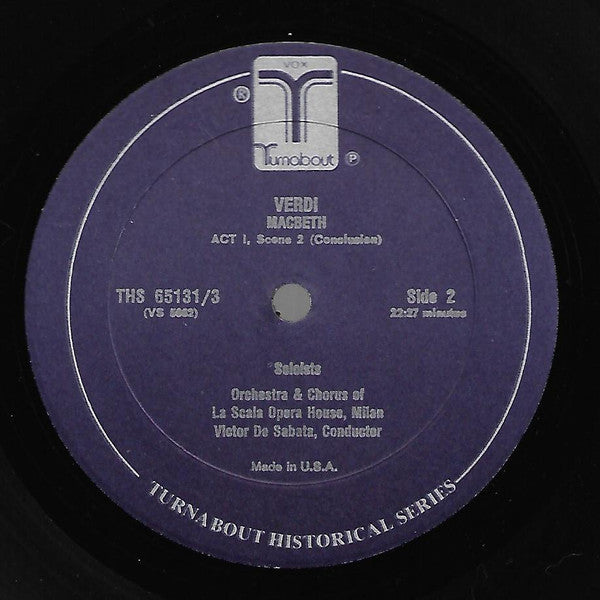 VOX
Turnabout
®
℗
VERDI
MACBETH
ACT I, Scene 2 (Conclusion)
THS 65131/3
Side 2
(VS 5082)
22:27 minutes
Soloists
Orchestra & Chorus of
La Scala Opera House, Milan
Victor De Sabata, Conductor
Made in U.S.A.
TURNABOUT HISTORICAL SERIES